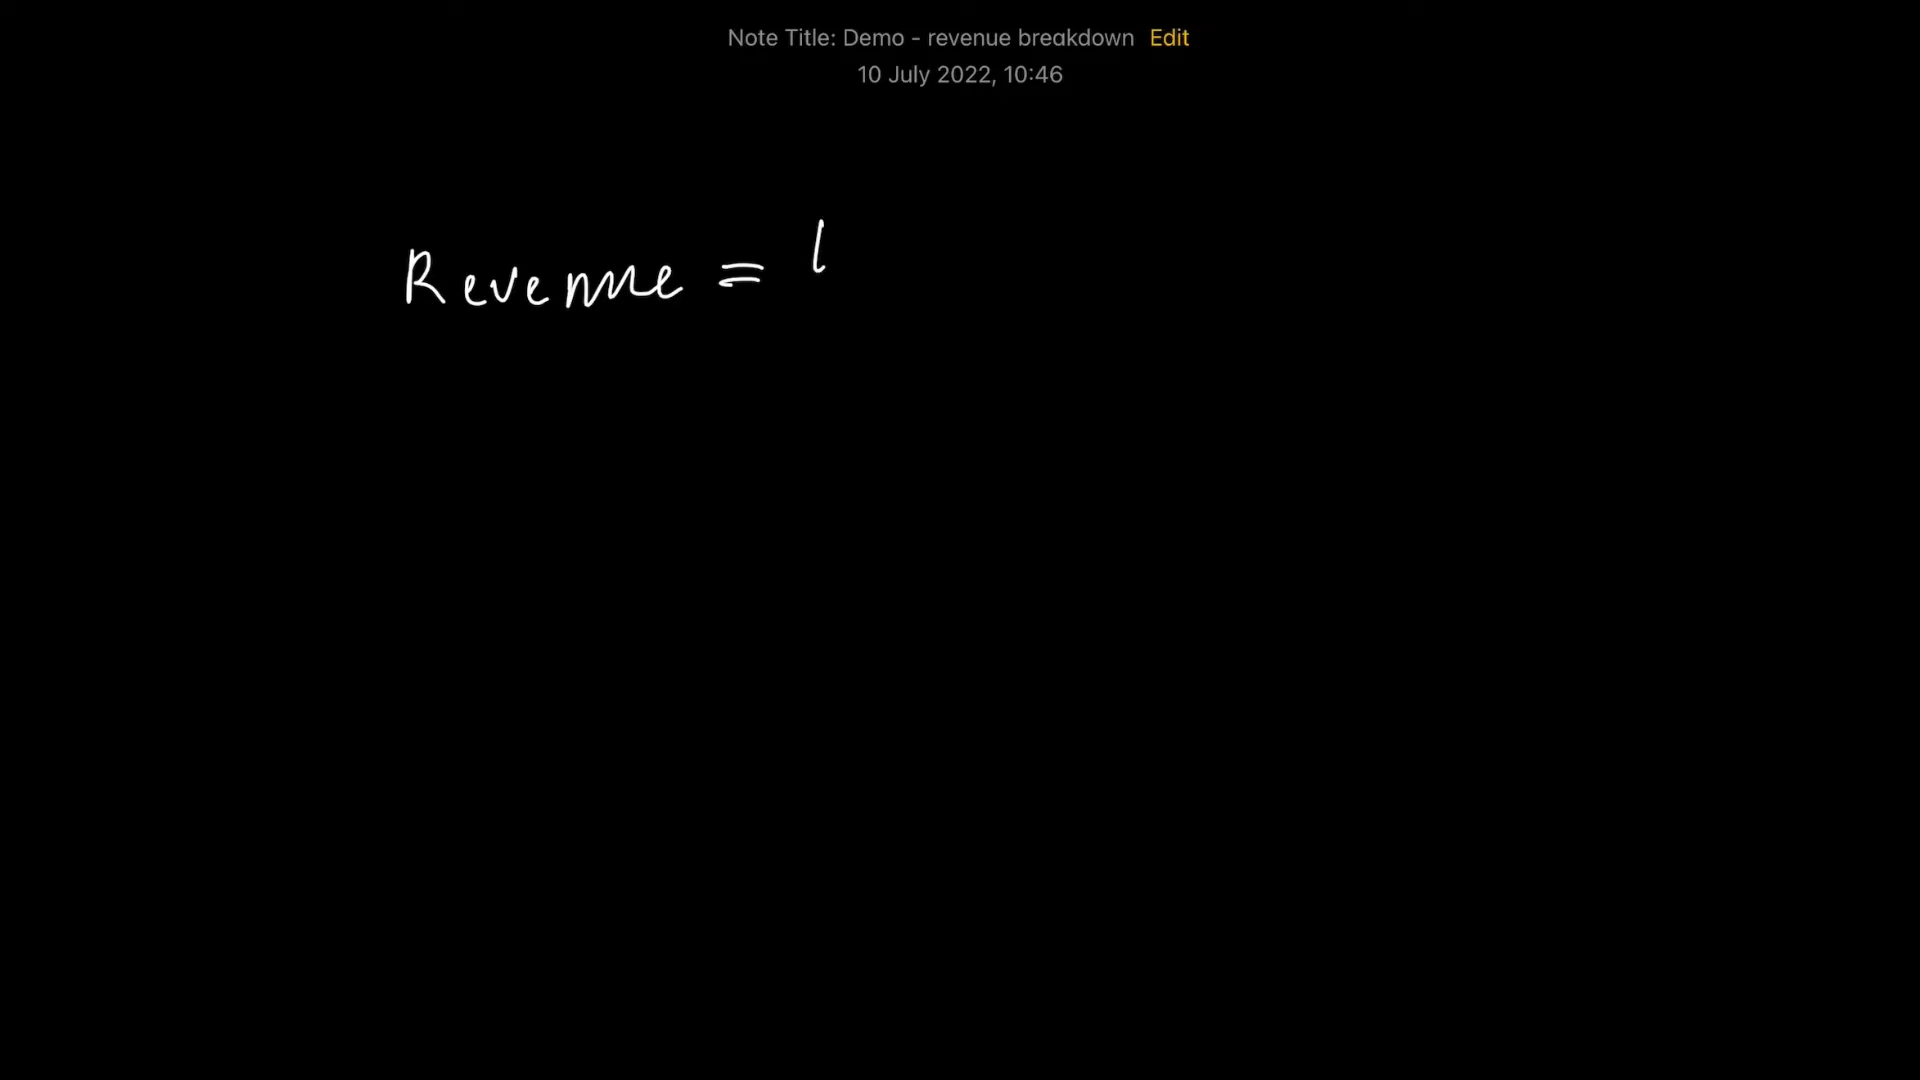 Note Title: Demo - revenue breakdown Edit
10 July 2022, 10:46
Revenue =